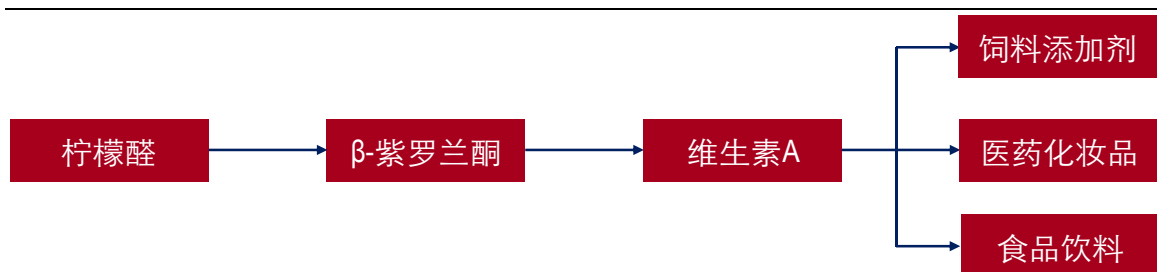 饲料添加剂
柠檬醛
β-紫罗兰酮
维生素A
医药化妆品
食品饮料